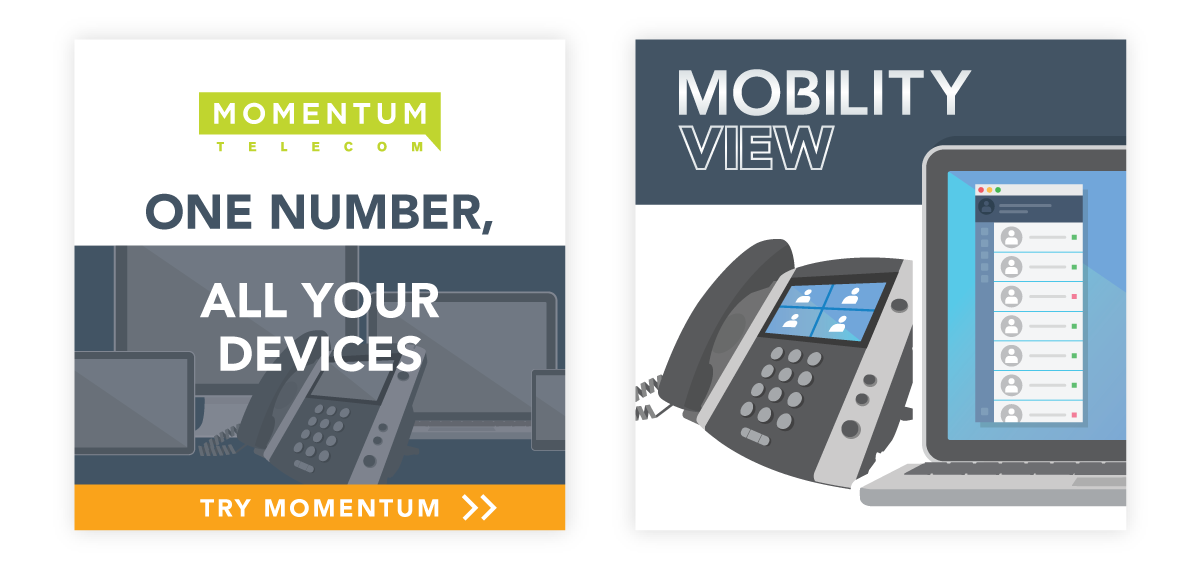 MOMENTUM
TELECOM
ONE NUMBER,
ALL YOUR
DEVICES
TRY MOMENTUM
MOBILITY
VIEW